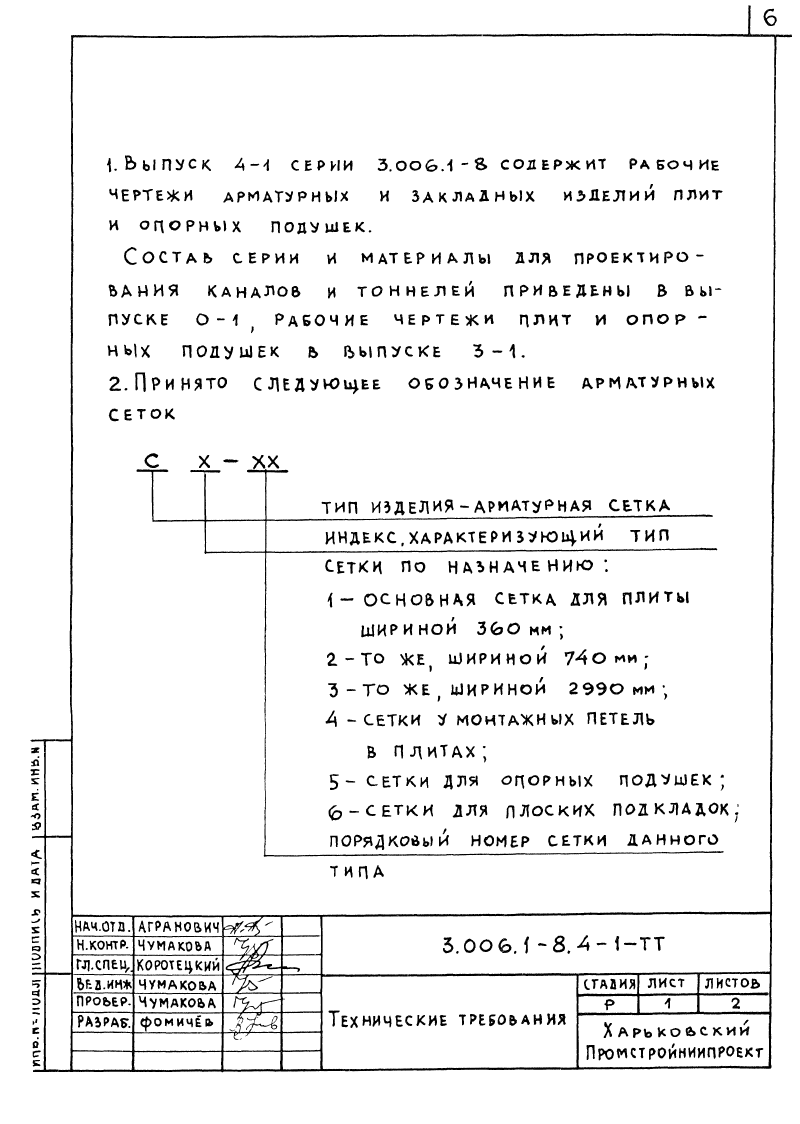 6
1. Выпуск 4-1 серии 3.006.1-8 содержит рабочие
чертежи арматурных и закладных изделий плит
и опорных подушек.
Состав серии и материалы для проектиро-
вания каналов и тоннелей приведены в вы-
пуске 0-1, рабочие чертежи плит и опор-
ных подушек в выпуске 3-1.
2. Принято следующее обозначение арматурных
сеток
С Х - ХХ
тип изделия - арматурная сетка
индекс, характеризующий тип
сетки по назначению:
1 - основная сетка для плиты
шириной 360 мм;
2 - то же, шириной 740 мм;
3 - то же, шириной 2990 мм;
4 - сетки у монтажных петель
в плитах;
5 - сетки для опорных подушек;
6 - сетки для плоских подкладок;
порядковый номер сетки данного
типа
Взам. инв. N
Подпись и дата
Инв. N подл
Нач.отд. Агранович
Н.контр. Чумакова
Гл.спец. Коротецкий
Вед.инж Чумакова
Провер. Чумакова
Разраб. Фомичёв
3.006.1-8.4-1-ТТ
Технические требования
Стадия Лист Листов
Р 1 2
Харьковский
Промстройниипроект